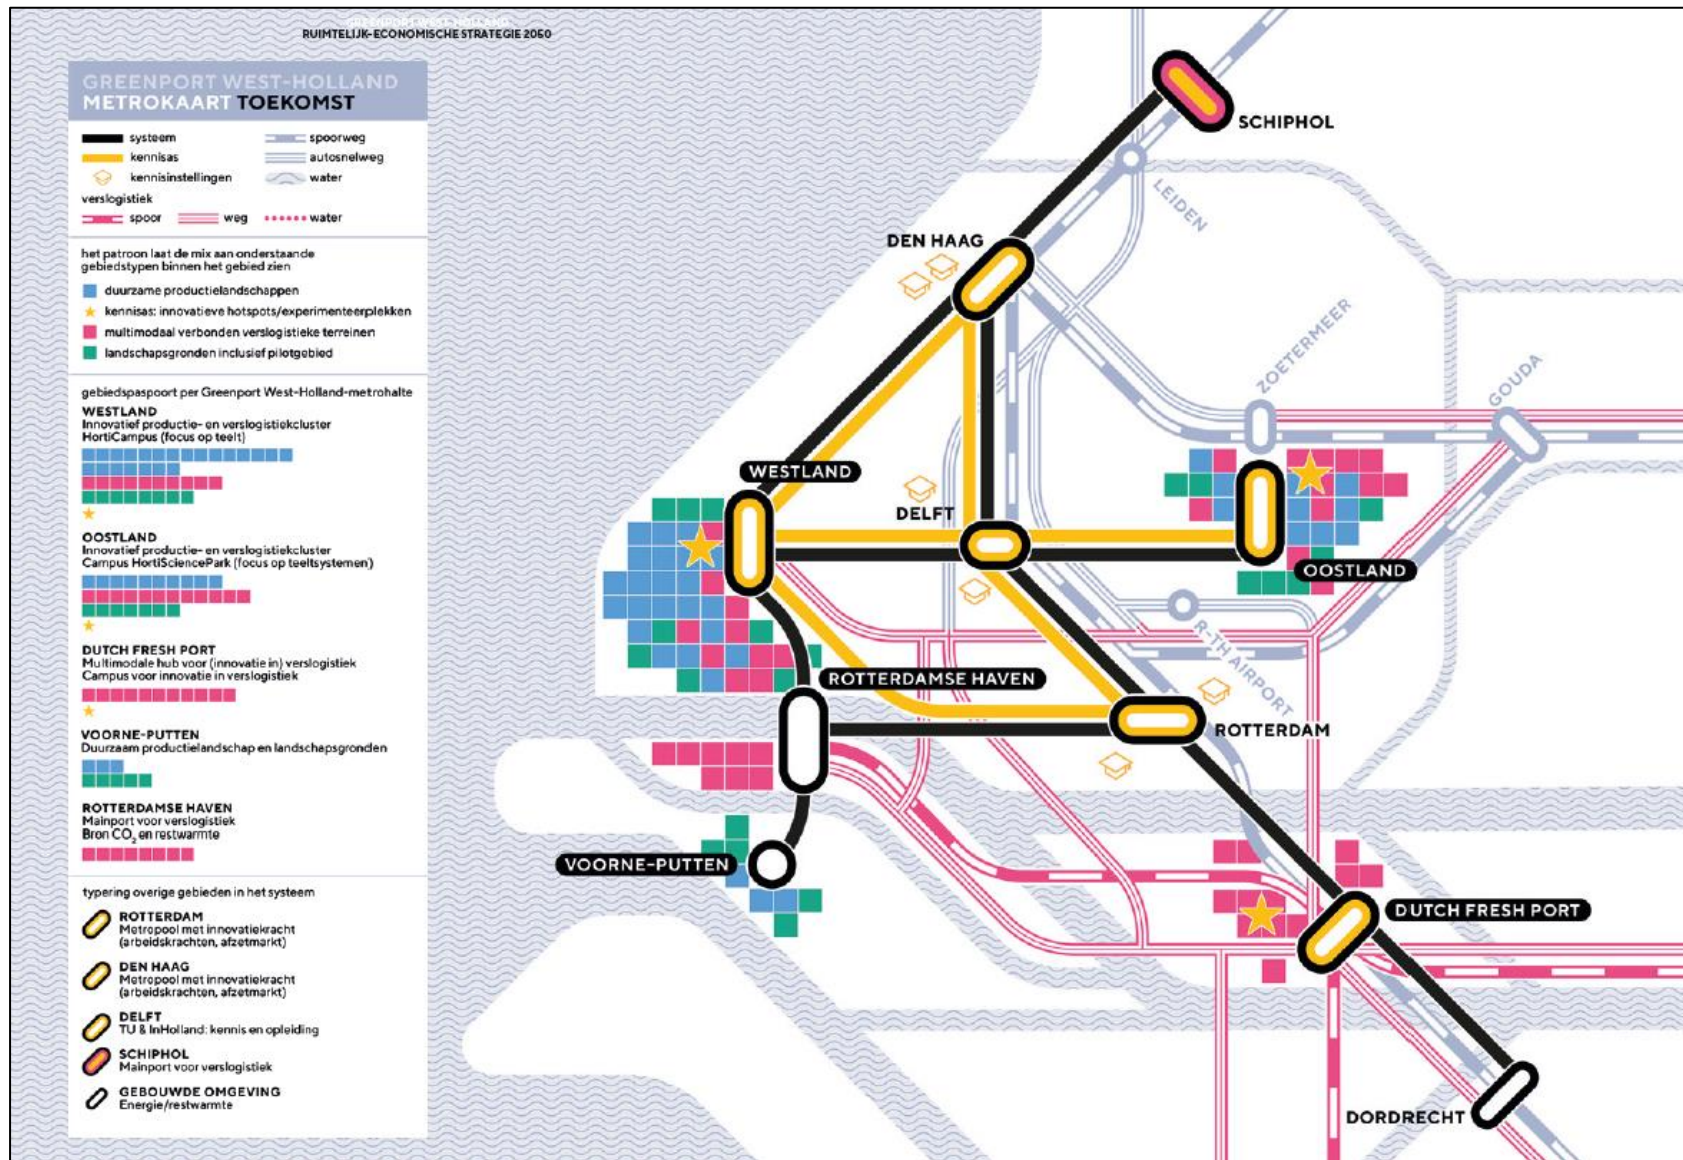 GREENPORT WEST-HOLLAND
RUIMTELIJK-ECONOMISCHE STRATEGIE 2050
GREENPORT WEST-HOLLAND
METROKAART TOEKOMST
systeem
spoorweg
kennisas
autosnelweg
kennisinstellingen
water
verslogistiek
spoor
weg
water
het patroon laat de mix aan onderstaande
gebiedstypen binnen het gebied zien
duurzame productielandschappen
kennisas: innovatieve hotspots/experimenteerplekken
multimodaal verbonden verslogistieke terreinen
landschapsgronden inclusief pilotgebied
gebiedspaspoort per Greenport West-Holland-metrohalte
WESTLAND
Innovatief productie- en verslogistiekcluster
HortiCampus (focus op teelt)
OOSTLAND
Innovatief productie- en verslogistiekcluster
Campus HortiSciencePark (focus op teeltsystemen)
DUTCH FRESH PORT
Multimodale hub voor (innovatie in) verslogistiek
Campus voor innovatie in verslogistiek
VOORNE-PUTTEN
Duurzaam productielandschap en landschapsgronden
ROTTERDAMSE HAVEN
Mainport voor verslogistiek
Bron CO₂ en restwarmte
typering overige gebieden in het systeem
ROTTERDAM
Metropool met innovatiekracht
(arbeidskrachten, afzetmarkt)
DEN HAAG
Metropool met innovatiekracht
(arbeidskrachten, afzetmarkt)
DELFT
TU & InHolland: kennis en opleiding
SCHIPHOL
Mainport voor verslogistiek
GEBOUWDE OMGEVING
Energie/restwarmte
SCHIPHOL
LEIDEN
DEN HAAG
ZOETERMEER
GOUDA
WESTLAND
DELFT
OOSTLAND
R-TH AIRPORT
ROTTERDAMSE HAVEN
ROTTERDAM
VOORNE-PUTTEN
DUTCH FRESH PORT
DORDRECHT